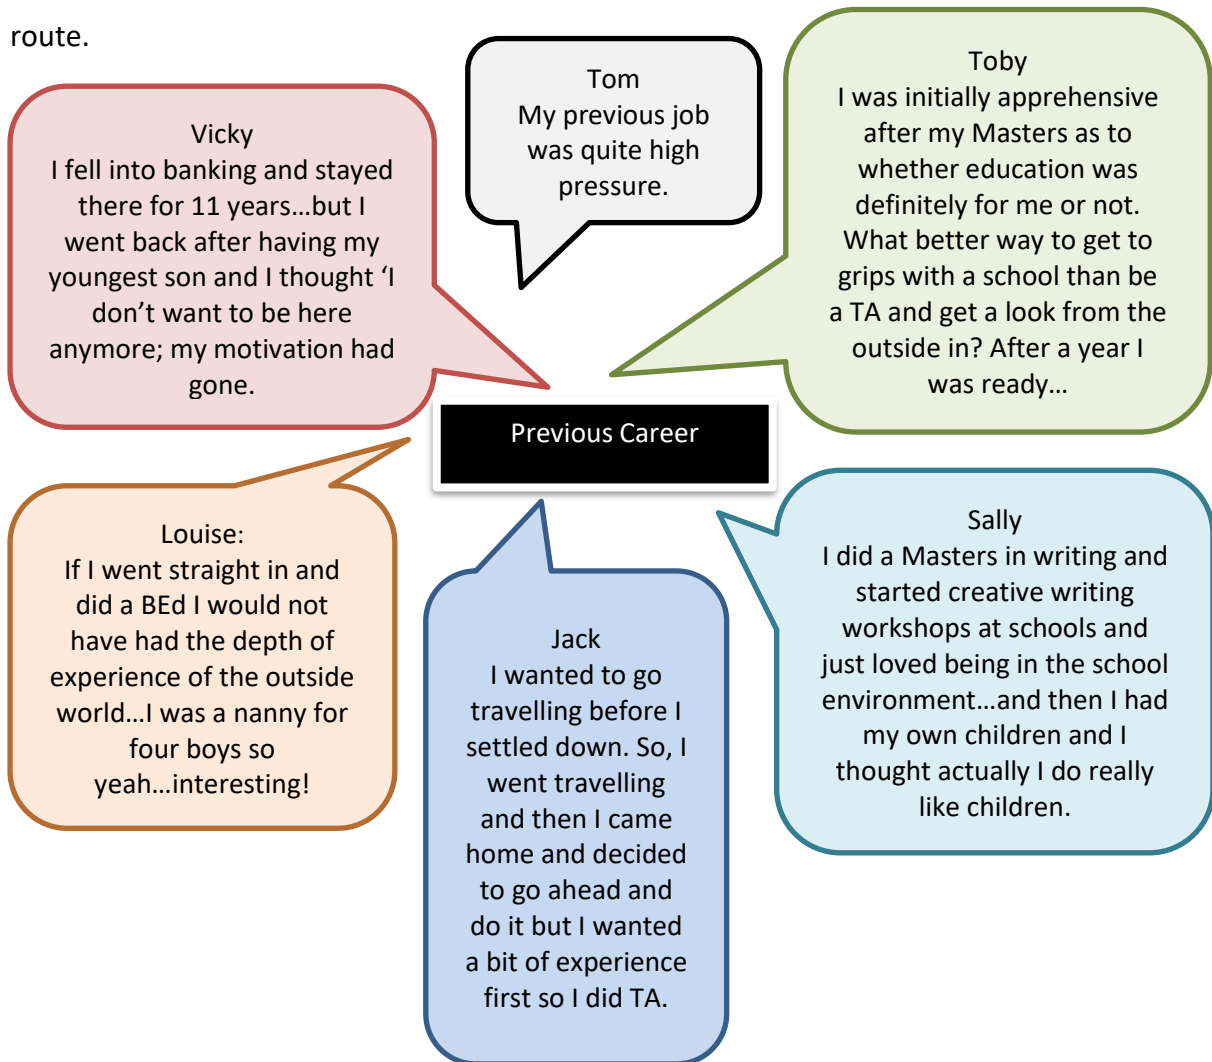 route.
Vicky
I fell into banking and stayed
there for 11 years…but I
went back after having my
youngest son and I thought ‘I
don’t want to be here
anymore; my motivation had
gone.
Tom
My previous job
was quite high
pressure.
Toby
I was initially apprehensive
after my Masters as to
whether education was
definitely for me or not.
What better way to get to
grips with a school than be
a TA and get a look from the
outside in? After a year I
was ready…
Previous Career
Louise:
If I went straight in and
did a BEd I would not
have had the depth of
experience of the outside
world…I was a nanny for
four boys so
yeah…interesting!
Jack
I wanted to go
travelling before I
settled down. So, I
went travelling
and then I came
home and decided
to go ahead and
do it but I wanted
a bit of experience
first so I did TA.
Sally
I did a Masters in writing and
started creative writing
workshops at schools and
just loved being in the school
environment…and then I had
my own children and I
thought actually I do really
like children.